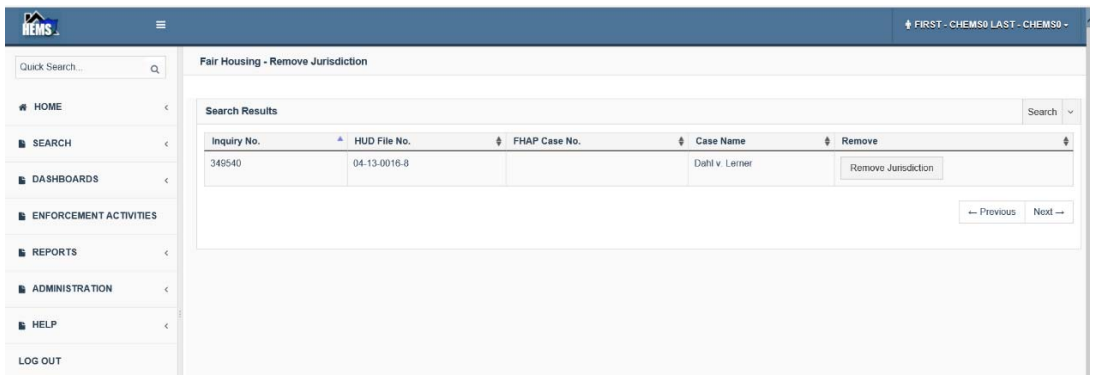 HEMS
FIRST - CHEMS0 LAST - CHEMS0
Quick Search...
Fair Housing - Remove Jurisdiction
HOME
SEARCH
DASHBOARDS
ENFORCEMENT ACTIVITIES
REPORTS
ADMINISTRATION
HELP
LOG OUT
Search Results
Search
Inquiry No. HUD File No. FHAP Case No. Case Name Remove
349540 04-13-0016-8 Dahl v. Lerner Remove Jurisdiction
← Previous Next →